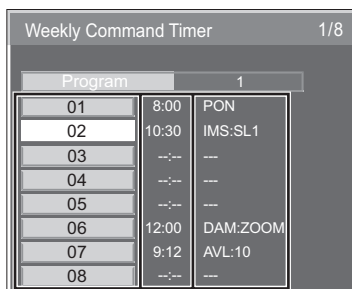 Weekly Command Timer 1/8
Program 1
01 8:00 PON
02 10:30 IMS:SL1
03 --:-- ---
04 --:-- ---
05 --:-- ---
06 12:00 DAM:ZOOM
07 9:12 AVL:10
08 --:-- ---